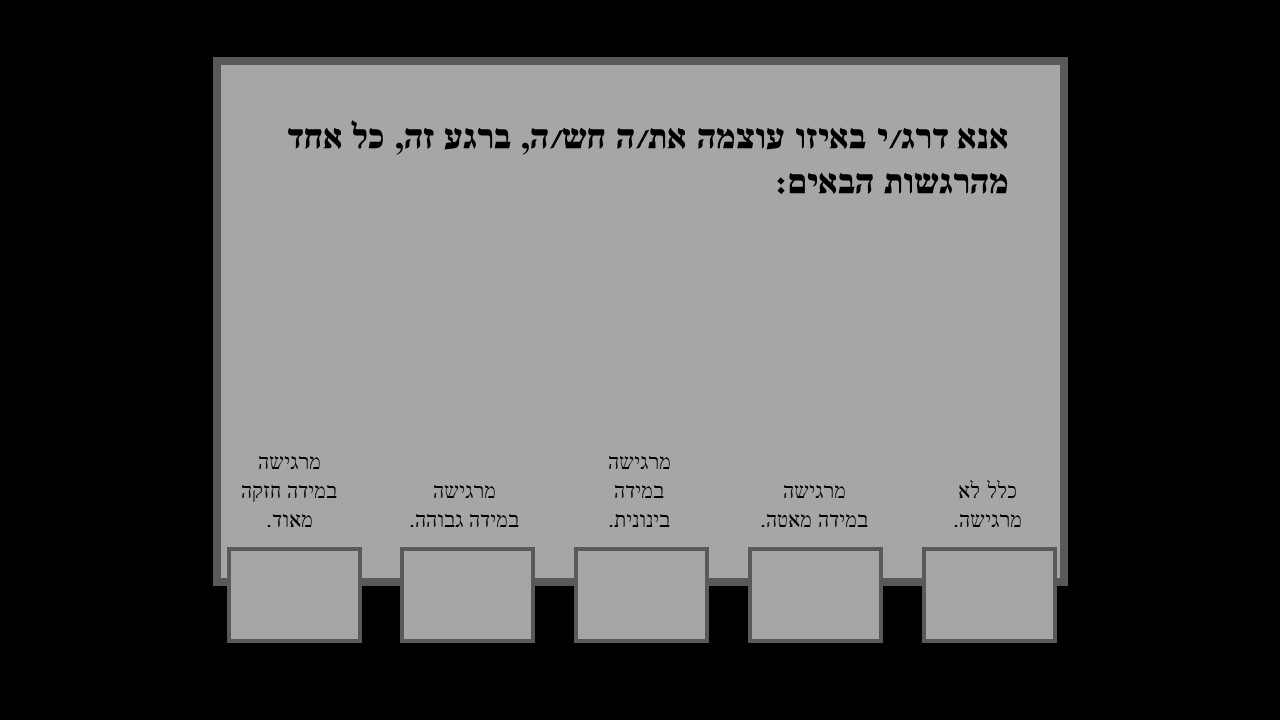 אנא דרג/י באיזו עוצמה את/ה חש/ה, ברגע זה, כל אחד
מהרגשות הבאים:
כלל לא
מרגישה.
מרגישה
במידה מאטה.
מרגישה
במידה
בינונית.
מרגישה
במידה גבוהה.
מרגישה
במידה חזקה
מאוד.